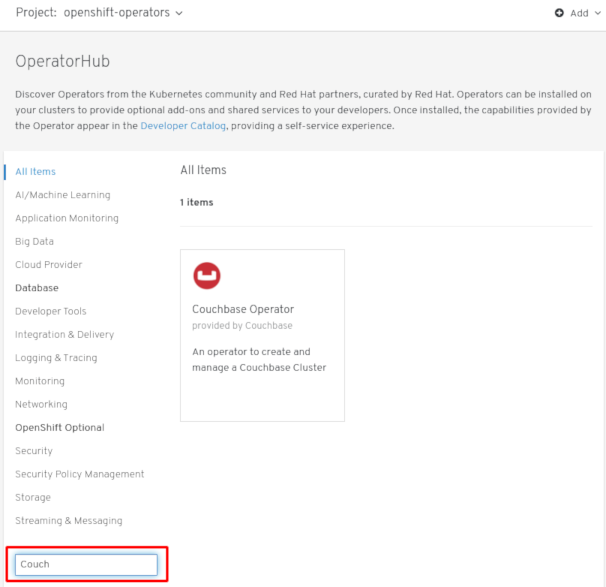 Project: openshift-operators
Add
OperatorHub
Discover Operators from the Kubernetes community and Red Hat partners, curated by Red Hat. Operators can be installed on
your clusters to provide optional add-ons and shared services to your developers. Once installed, the capabilities provided by
the Operator appear in the Developer Catalog, providing a self-service experience.
All Items
AI/Machine Learning
Application Monitoring
Big Data
Cloud Provider
Database
Developer Tools
Integration & Delivery
Logging & Tracing
Monitoring
Networking
OpenShift Optional
Security
Security Policy Management
Storage
Streaming & Messaging
Couch
All Items
1 items
Couchbase Operator
provided by Couchbase
An operator to create and
manage a Couchbase Cluster